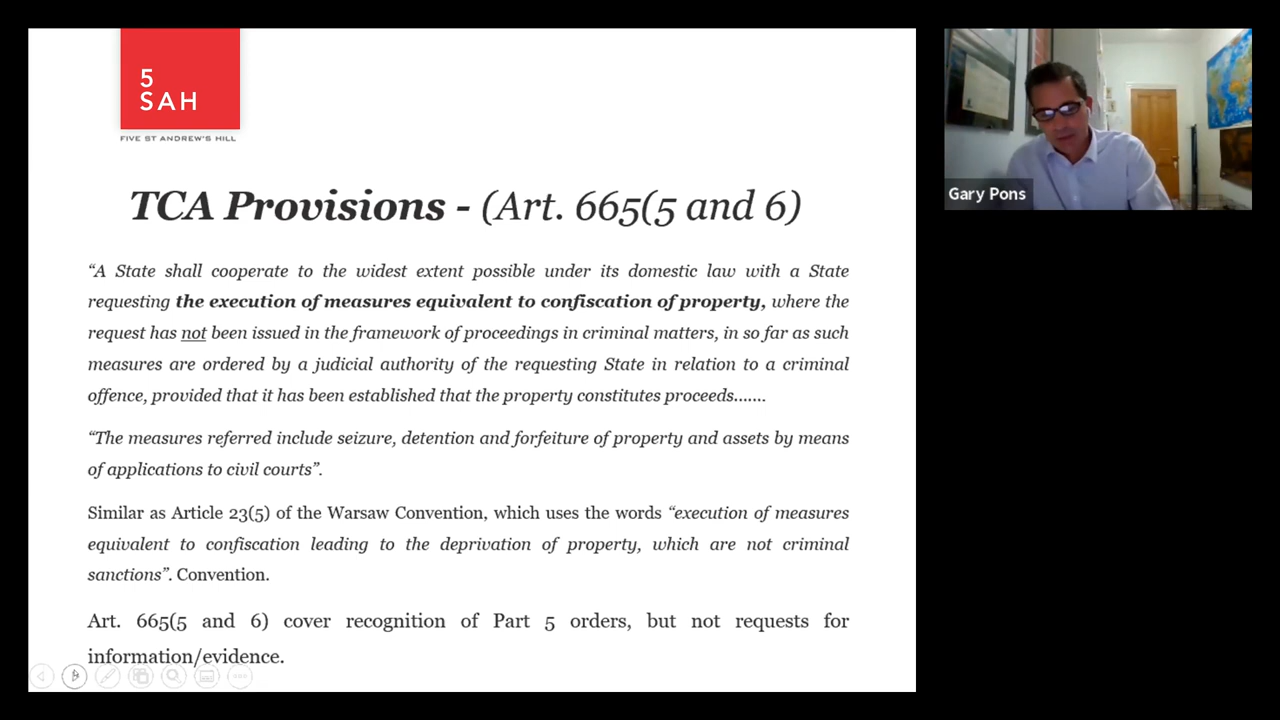 5
SAH
FIVE ST ANDREW'S HILL
TCA Provisions - (Art. 665(5 and 6)
“A State shall cooperate to the widest extent possible under its domestic law with a State
requesting the execution of measures equivalent to confiscation of property, where the
request has not been issued in the framework of proceedings in criminal matters, in so far as such
measures are ordered by a judicial authority of the requesting State in relation to a criminal
offence, provided that it has been established that the property constitutes proceeds.......
“The measures referred include seizure, detention and forfeiture of property and assets by means
of applications to civil courts”.
Similar as Article 23(5) of the Warsaw Convention, which uses the words “execution of measures
equivalent to confiscation leading to the deprivation of property, which are not criminal
sanctions”. Convention.
Art. 665(5 and 6) cover recognition of Part 5 orders, but not requests for
information/evidence.
Gary Pons